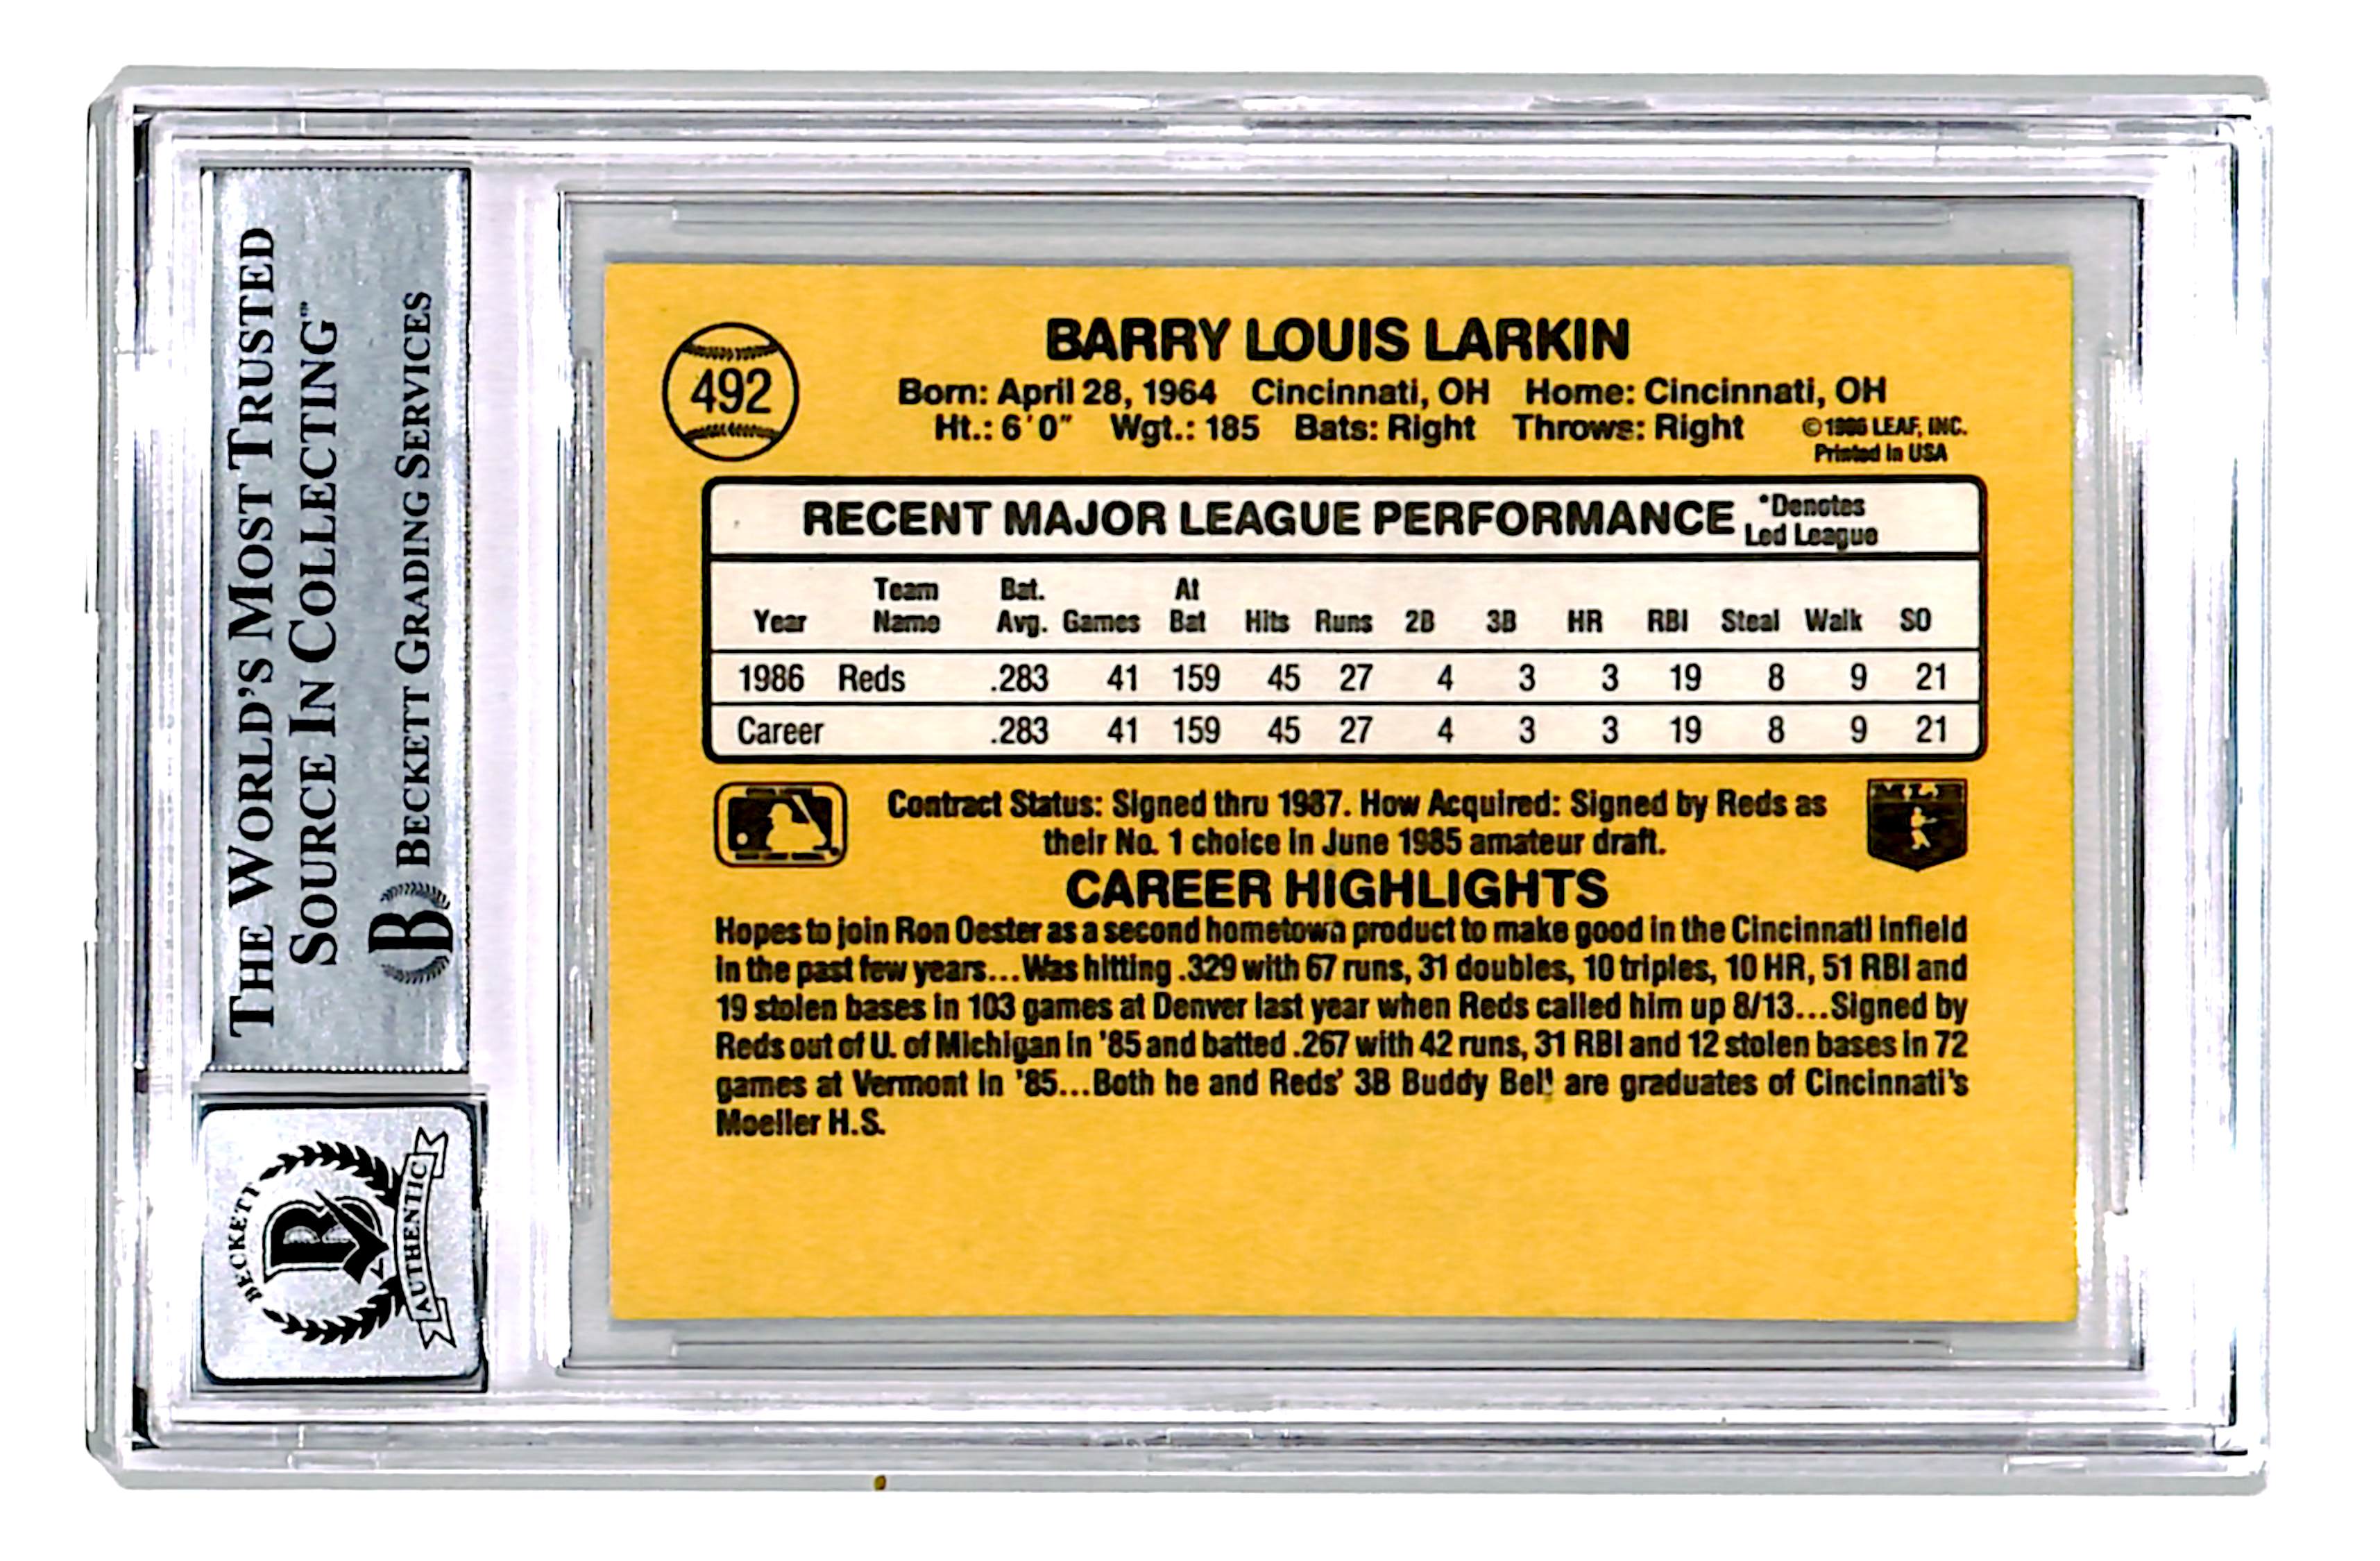 THE WORLD'S MOST TRUSTED
SOURCE IN COLLECTING™
B BECKETT GRADING SERVICES
BECKETT
B
AUTHENTIC
492
BARRY LOUIS LARKIN
Born: April 28, 1964 Cincinnati, OH Home: Cincinnati, OH
Ht.: 6'0" Wgt.: 185 Bats: Right Throws: Right
©1986 LEAF, INC.
Printed in USA
RECENT MAJOR LEAGUE PERFORMANCE *Denotes
Led League
Team Bat. At
Year Name Avg. Games Bat Hits Runs 2B 3B HR RBI Steal Walk SO
1986 Reds .283 41 159 45 27 4 3 3 19 8 9 21
Career .283 41 159 45 27 4 3 3 19 8 9 21
Contract Status: Signed thru 1987. How Acquired: Signed by Reds as
their No. 1 choice in June 1985 amateur draft.
CAREER HIGHLIGHTS
Hopes to join Ron Oester as a second hometown product to make good in the Cincinnati infield
in the past few years...Was hitting .329 with 67 runs, 31 doubles, 10 triples, 10 HR, 51 RBI and
19 stolen bases in 103 games at Denver last year when Reds called him up 8/13...Signed by
Reds out of U. of Michigan in '85 and batted .267 with 42 runs, 31 RBI and 12 stolen bases in 72
games at Vermont in '85...Both he and Reds' 3B Buddy Bell are graduates of Cincinnati's
Moeller H.S.